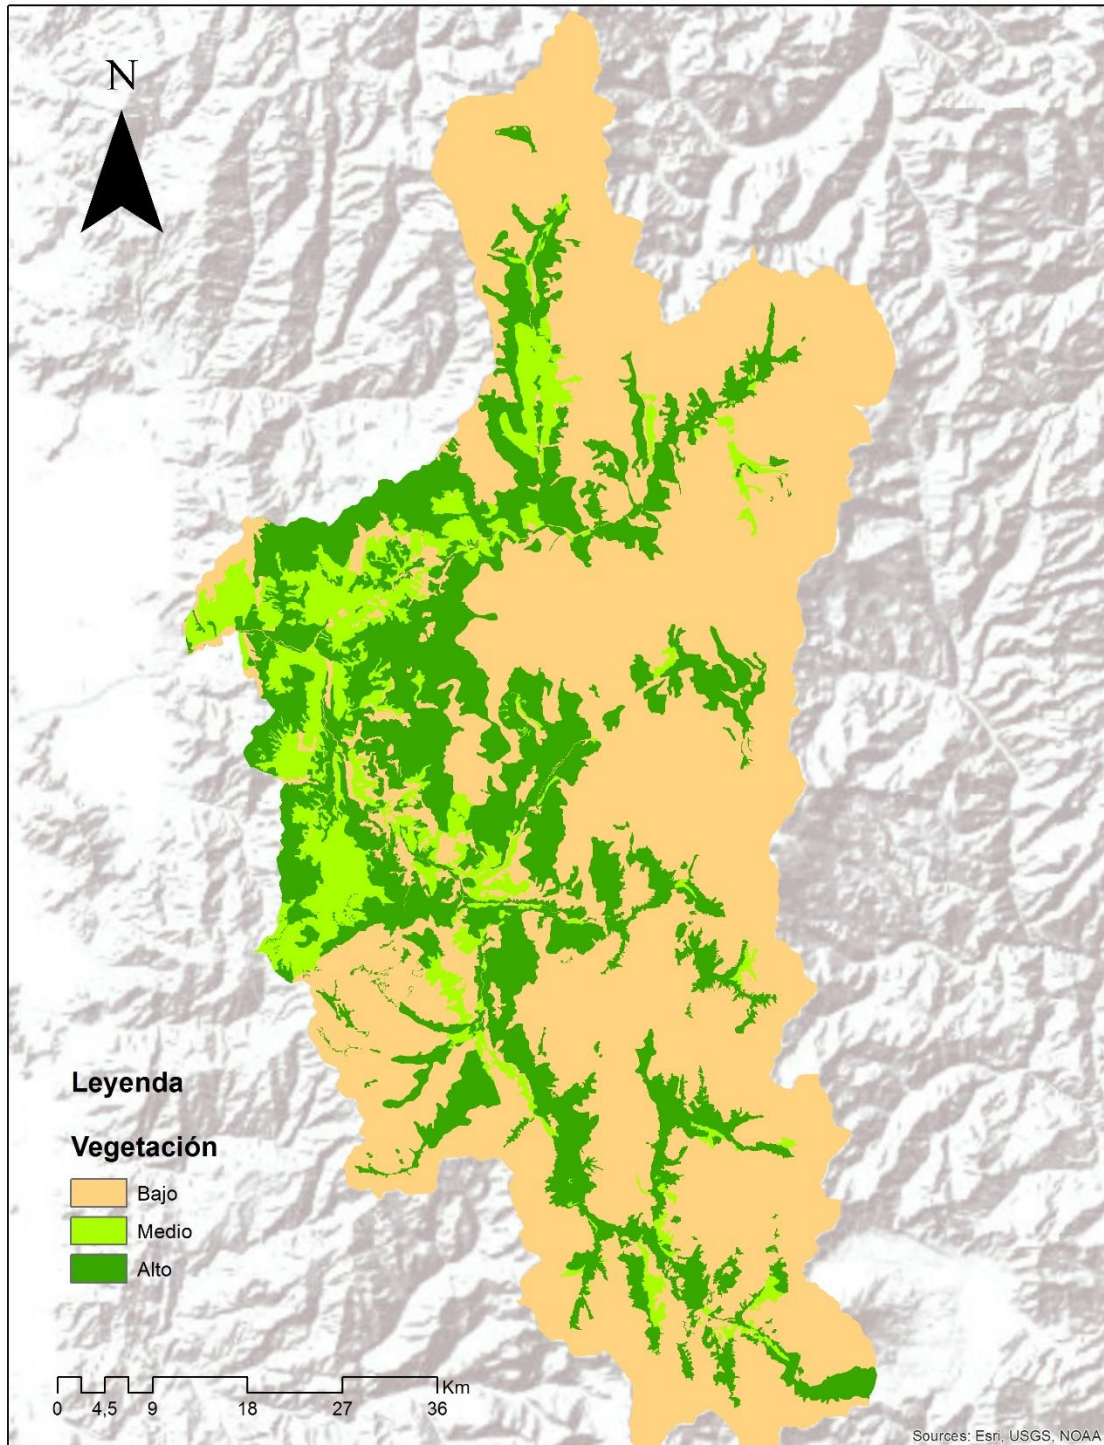 N
Leyenda
Vegetación
Bajo
Medio
Alto
Km
0 4,5 9 18 27 36
Sources: Esri, USGS, NOAA